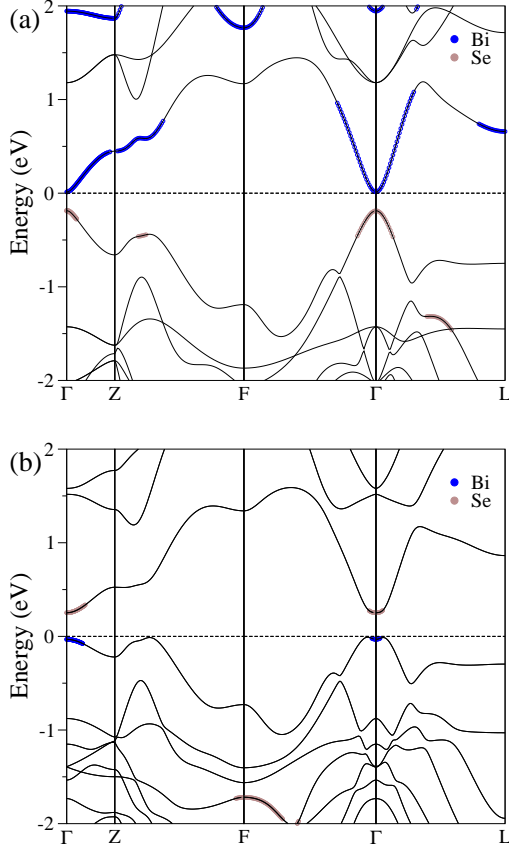 (a)
2
Bi
Se
1
Energy (eV)
0
-1
-2
Γ Z F Γ L
(b)
2
Bi
Se
1
Energy (eV)
0
-1
-2
Γ Z F Γ L